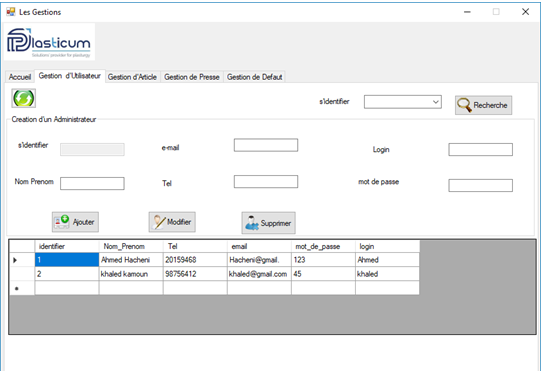 Les Gestions
Plasticum
Solutions provider for plasturgy
Accueil Gestion d'Utilisateur Gestion d'Article Gestion de Presse Gestion de Defaut
s'identifier Recherche
Creation d'un Administrateur
s'identifier e-mail Login
Nom Prenom Tel mot de passe
Ajouter Modifier Supprimer
identifier Nom_Prenom Tel email mot_de_passe login
1 Ahmed Hacheni 20159468 Hacheni@gmail. 123 Ahmed
2 khaled kamoun 98756412 khaled@gmail.com 45 khaled